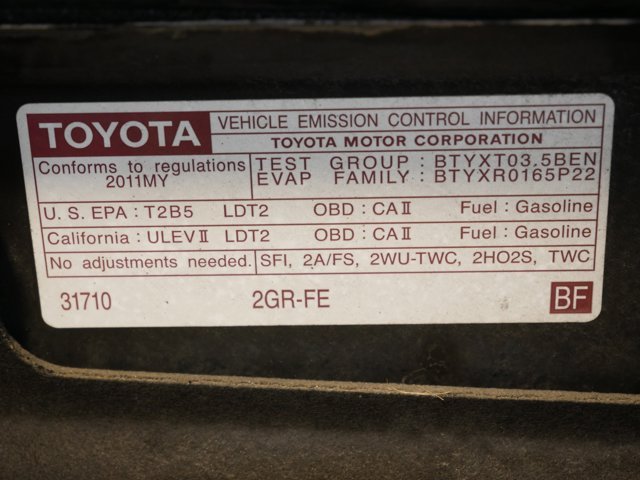 TOYOTA VEHICLE EMISSION CONTROL INFORMATION
TOYOTA MOTOR CORPORATION
Conforms to regulations
2011MY
TEST GROUP : BTYXT03.5BEN
EVAP FAMILY: BTYXR0165P22
U.S. EPA : T2B5 LDT2 OBD : CAⅡ Fuel : Gasoline
California : ULEVⅡ LDT2 OBD : CAⅡ Fuel : Gasoline
No adjustments needed. SFI, 2A/FS, 2WU-TWC, 2HO2S, TWC
31710 2GR-FE BF